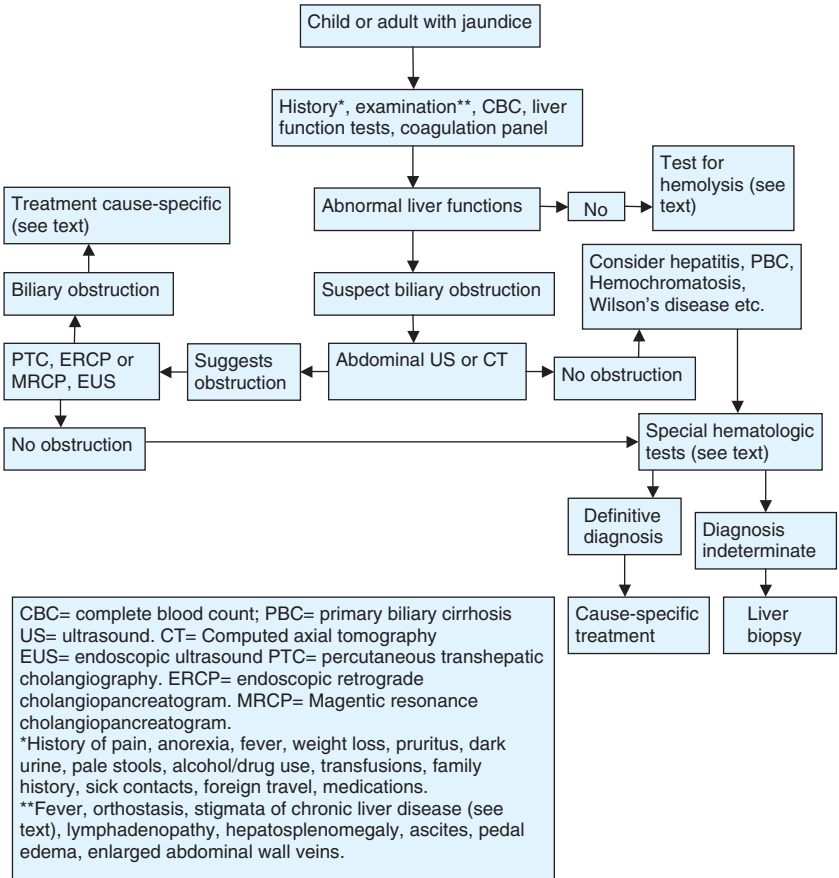 Child or adult with jaundice
History*, examination**, CBC, liver
function tests, coagulation panel
Abnormal liver functions
No
Test for
hemolysis (see
text)
Treatment cause-specific
(see text)
Biliary obstruction
Suspect biliary obstruction
Consider hepatitis, PBC,
Hemochromatosis,
Wilson's disease etc.
PTC, ERCP or
MRCP, EUS
Suggests
obstruction
Abdominal US or CT
No obstruction
No obstruction
Special hematologic
tests (see text)
Definitive
diagnosis
Diagnosis
indeterminate
Cause-specific
treatment
Liver
biopsy
CBC= complete blood count; PBC= primary biliary cirrhosis
US= ultrasound. CT= Computed axial tomography
EUS= endoscopic ultrasound PTC= percutaneous transhepatic
cholangiography. ERCP= endoscopic retrograde
cholangiopancreatogram. MRCP= Magentic resonance
cholangiopancreatogram.
*History of pain, anorexia, fever, weight loss, pruritus, dark
urine, pale stools, alcohol/drug use, transfusions, family
history, sick contacts, foreign travel, medications.
**Fever, orthostasis, stigmata of chronic liver disease (see
text), lymphadenopathy, hepatosplenomegaly, ascites, pedal
edema, enlarged abdominal wall veins.